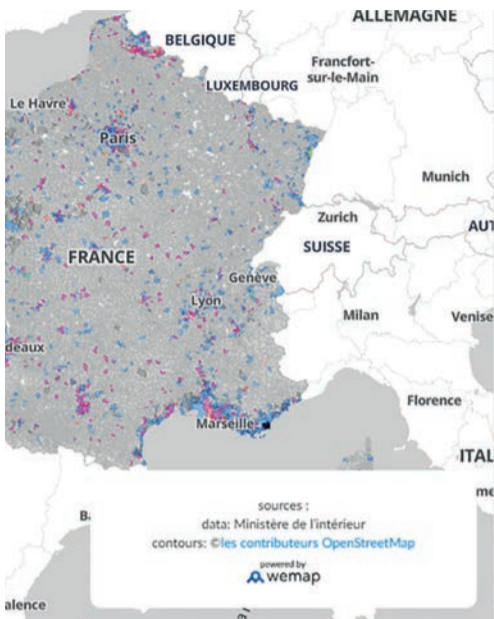 ALLEMAGNE
BELGIQUE
Francfort-
sur-le-Main
LUXEMBOURG
Le Havre
Paris
Munich
Zurich
AUT
SUISSE
FRANCE
Genève
Lyon
Milan
Venise
deaux
Florence
Marseille
ITAL
me
B
sources :
data: Ministère de l'intérieur
contours: ©les contributeurs OpenStreetMap
powered by
wemap
alence